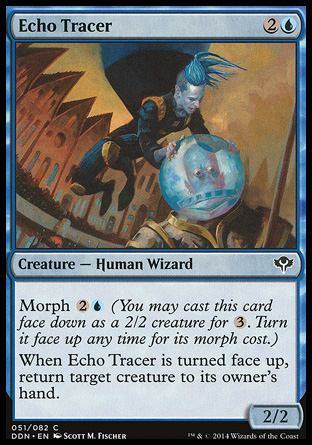 Echo Tracer 2
Creature — Human Wizard
Morph 2 (You may cast this card
face down as a 2/2 creature for 3. Turn
it face up any time for its morph cost.)
When Echo Tracer is turned face up,
return target creature to its owner's
hand.
2/2
051/082 C
DDN • EN Scott M. Fischer ™ & © 2014 Wizards of the Coast